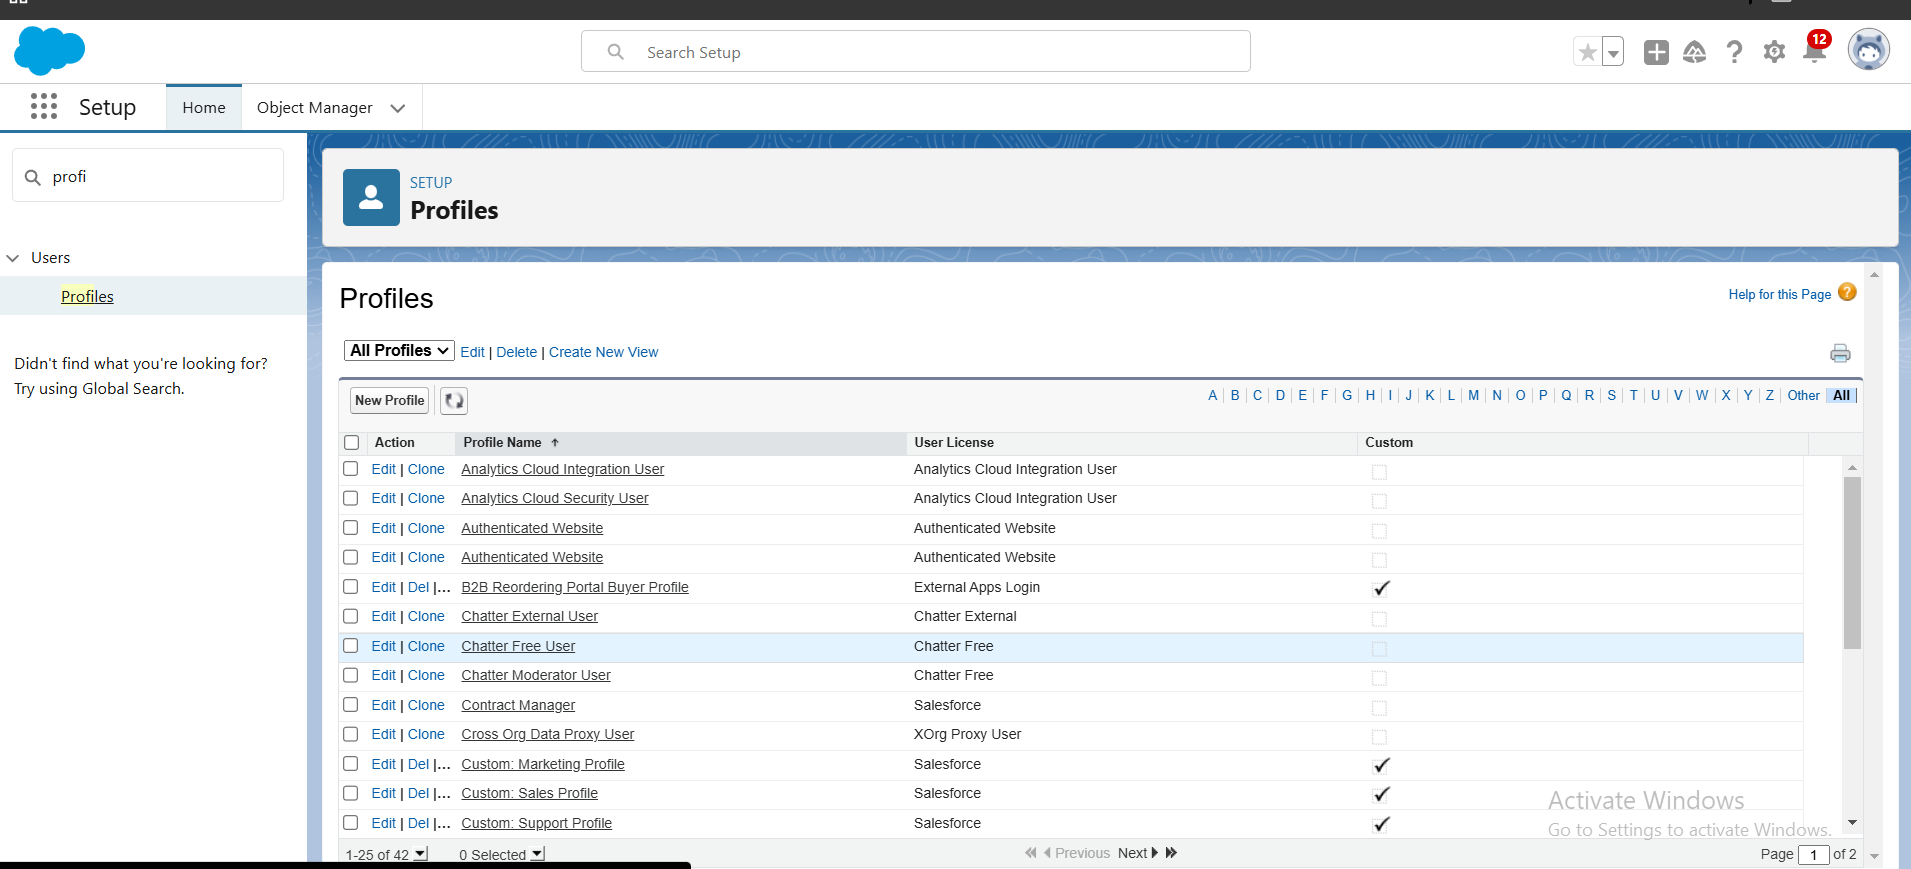 Search Setup
12
Setup
Home
Object Manager
profi
Users
Profiles
Didn't find what you're looking for?
Try using Global Search.
SETUP
Profiles
Profiles
Help for this Page ?
All Profiles Edit | Delete | Create New View
New Profile
A | B | C | D | E | F | G | H | I | J | K | L | M | N | O | P | Q | R | S | T | U | V | W | X | Y | Z | Other | All
Action Profile Name ↑ User License Custom
Edit | Clone Analytics Cloud Integration User Analytics Cloud Integration User
Edit | Clone Analytics Cloud Security User Analytics Cloud Integration User
Edit | Clone Authenticated Website Authenticated Website
Edit | Clone Authenticated Website Authenticated Website
Edit | Del |... B2B Reordering Portal Buyer Profile External Apps Login
Edit | Clone Chatter External User Chatter External
Edit | Clone Chatter Free User Chatter Free
Edit | Clone Chatter Moderator User Chatter Free
Edit | Clone Contract Manager Salesforce
Edit | Clone Cross Org Data Proxy User XOrg Proxy User
Edit | Del |... Custom: Marketing Profile Salesforce
Edit | Del |... Custom: Sales Profile Salesforce
Edit | Del |... Custom: Support Profile Salesforce
Activate Windows
Go to Settings to activate Windows.
1-25 of 42 0 Selected Previous Next Page 1 of 2